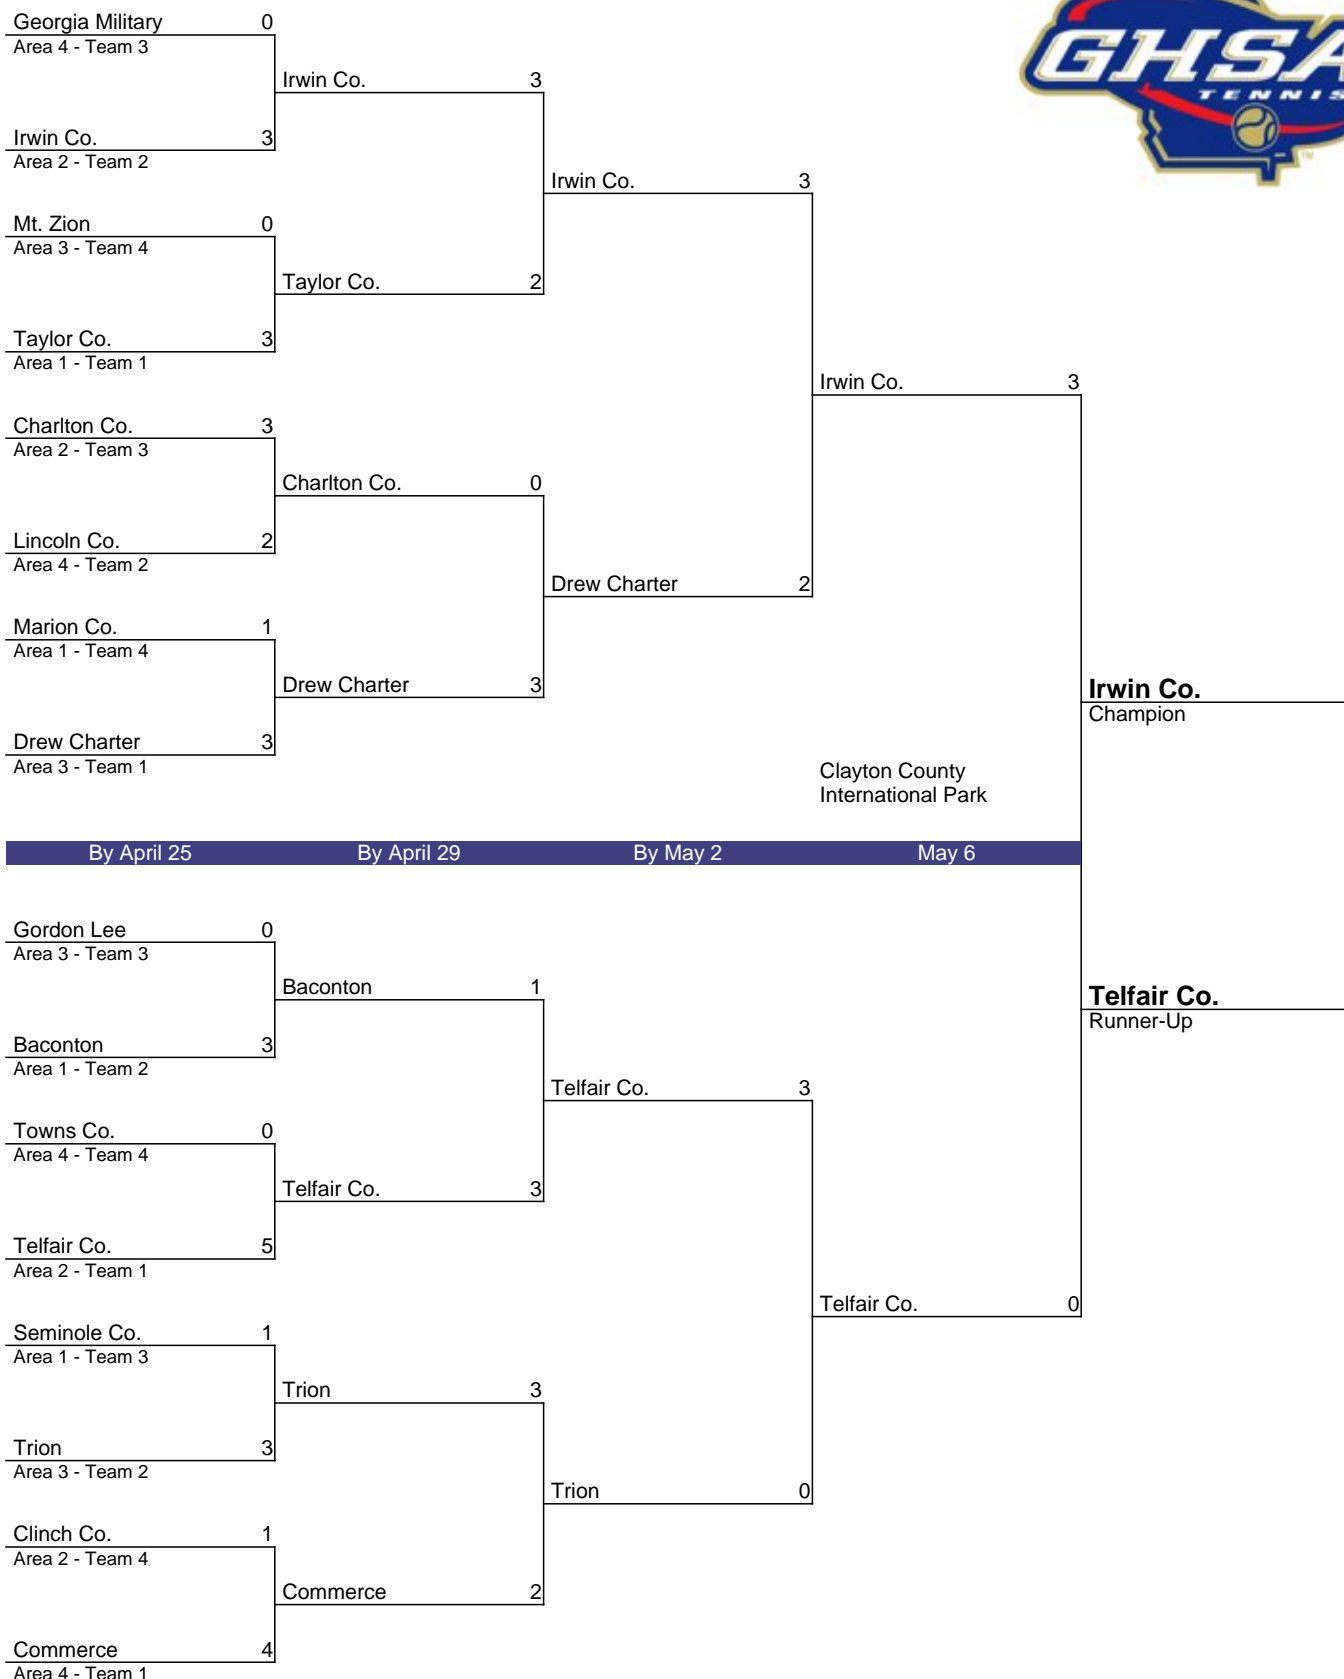 GHSA
TENNIS
Georgia Military 0
Area 4 - Team 3
Irwin Co. 3
Irwin Co. 3
Area 2 - Team 2
Irwin Co. 3
Mt. Zion 0
Area 3 - Team 4
Taylor Co. 2
Taylor Co. 3
Area 1 - Team 1
Irwin Co. 3
Charlton Co. 3
Area 2 - Team 3
Charlton Co. 0
Lincoln Co. 2
Area 4 - Team 2
Drew Charter 2
Marion Co. 1
Area 1 - Team 4
Drew Charter 3
Irwin Co.
Champion
Drew Charter 3
Area 3 - Team 1
Clayton County
International Park
By April 25 By April 29 By May 2 May 6
Gordon Lee 0
Area 3 - Team 3
Baconton 1
Telfair Co.
Runner-Up
Baconton 3
Area 1 - Team 2
Telfair Co. 3
Towns Co. 0
Area 4 - Team 4
Telfair Co. 3
Telfair Co. 5
Area 2 - Team 1
Telfair Co. 0
Seminole Co. 1
Area 1 - Team 3
Trion 3
Trion 3
Area 3 - Team 2
Trion 0
Clinch Co. 1
Area 2 - Team 4
Commerce 2
Commerce 4
Area 4 - Team 1